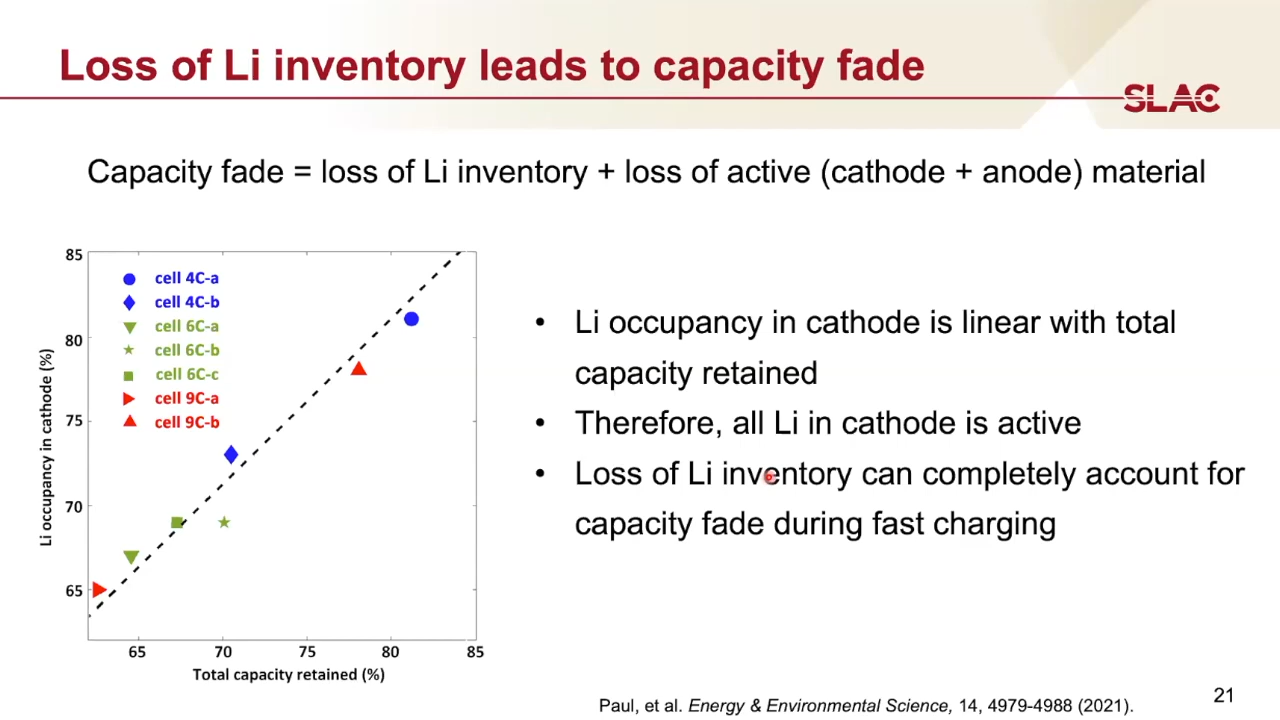 Loss of Li inventory leads to capacity fade
SLAC
Capacity fade = loss of Li inventory + loss of active (cathode + anode) material
85
80
75
70
65
Li occupancy in cathode (%)
cell 4C-a
cell 4C-b
cell 6C-a
cell 6C-b
cell 6C-c
cell 9C-a
cell 9C-b
65 70 75 80 85
Total capacity retained (%)
• Li occupancy in cathode is linear with total
capacity retained
• Therefore, all Li in cathode is active
• Loss of Li inventory can completely account for
capacity fade during fast charging
Paul, et al. Energy & Environmental Science, 14, 4979-4988 (2021).
21